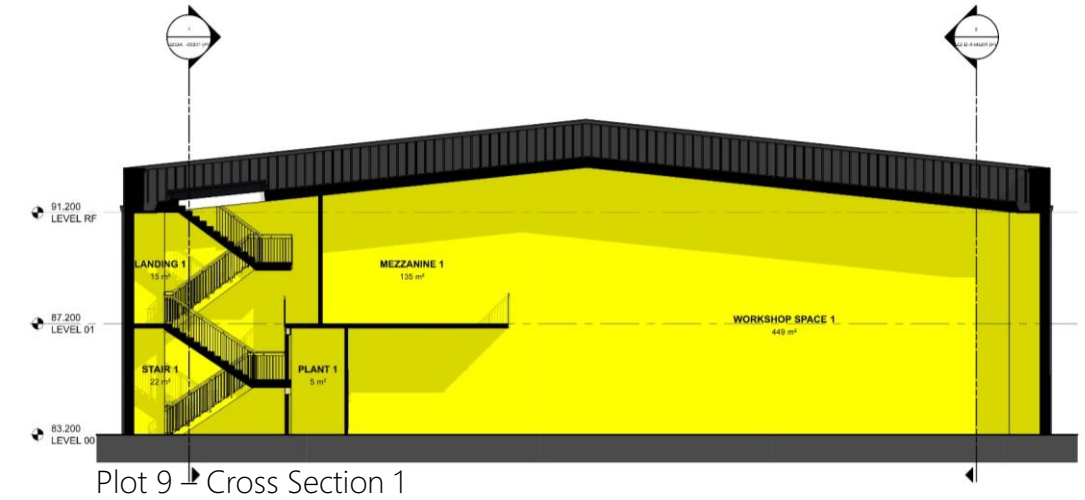 1
1
91.200
LEVEL RF
LANDING 1
15 m²
MEZZANINE 1
135 m²
87.200
LEVEL 01
WORKSHOP SPACE 1
449 m²
STAIR 1
22 m²
PLANT 1
5 m²
83.200
LEVEL 00
Plot 9 – Cross Section 1